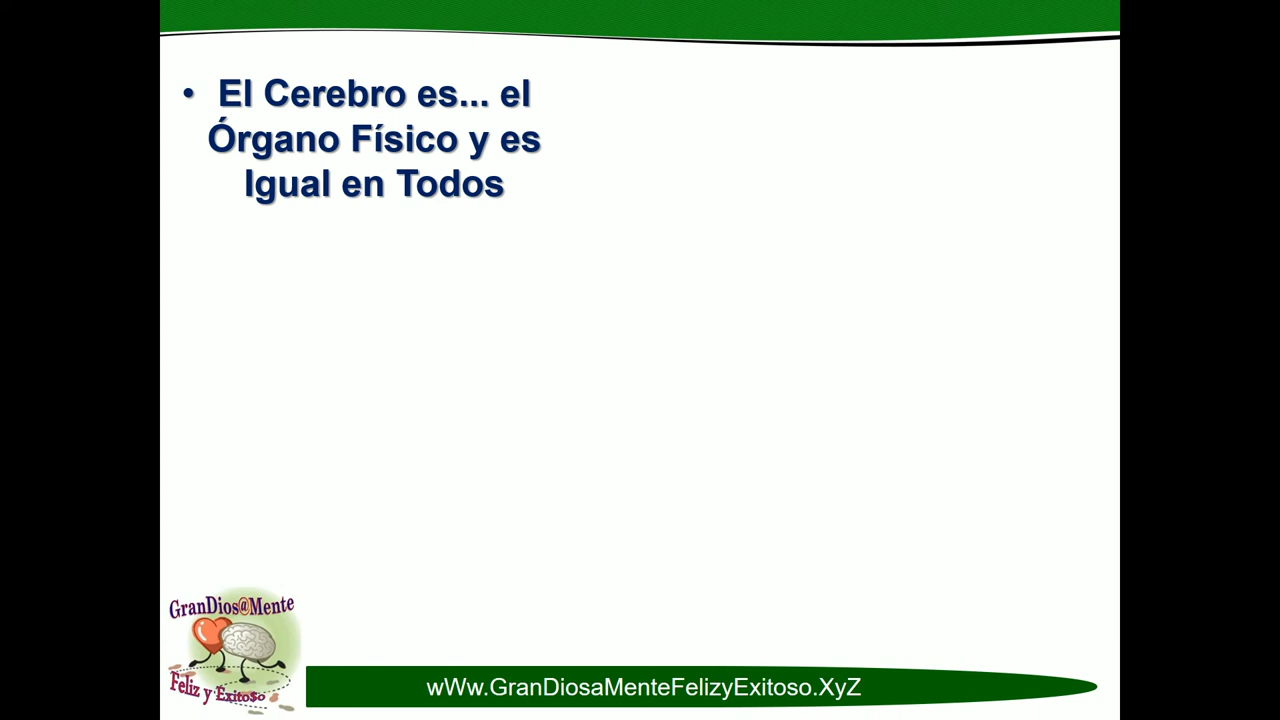 • El Cerebro es... el
Órgano Físico y es
Igual en Todos
GranDios@Mente
Feliz y Exito$o
wWw.GranDiosaMenteFelizyExitoso.XyZ